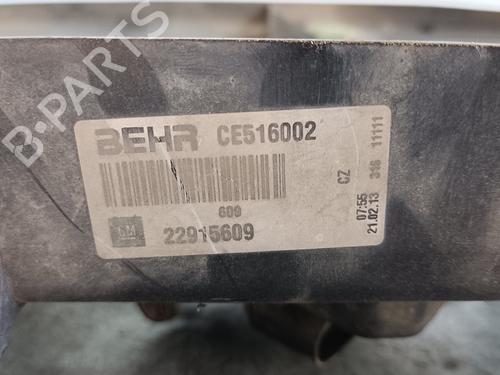 BEHR CE516002
609
GM 22915609
CZ
07:55 316 11111
21.02.13
B-PARTS